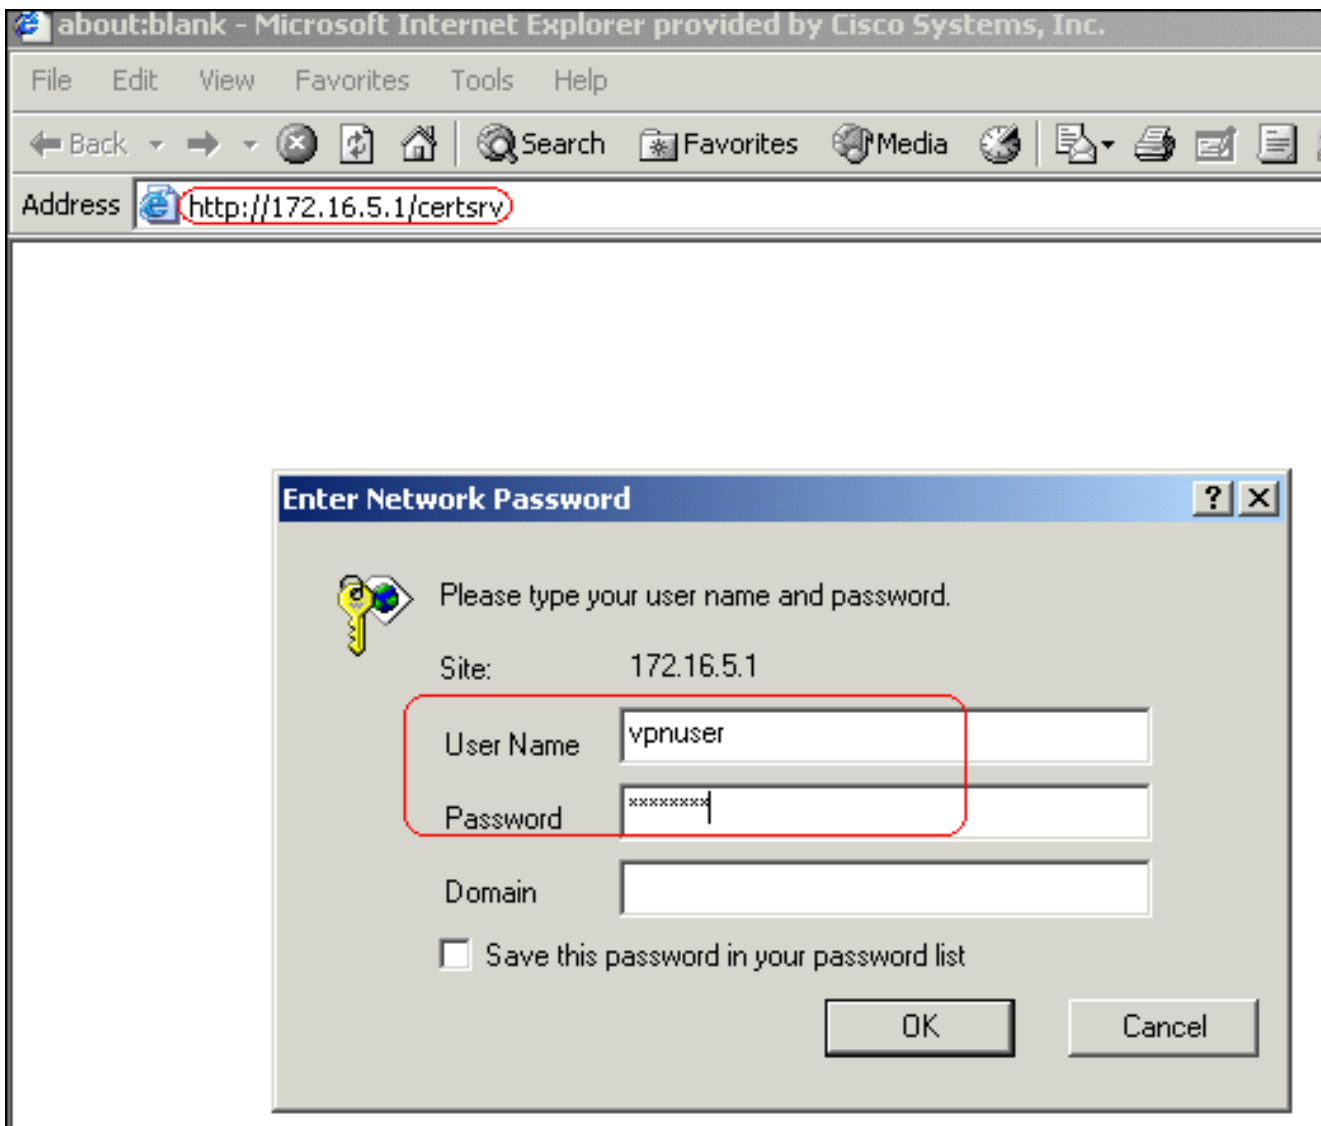 about:blank - Microsoft Internet Explorer provided by Cisco Systems, Inc.
File Edit View Favorites Tools Help
Back Search Favorites Media
Address http://172.16.5.1/certsrv
Enter Network Password
Please type your user name and password.
Site: 172.16.5.1
User Name vpnuser
Password xxxxxxxx
Domain
Save this password in your password list
OK Cancel